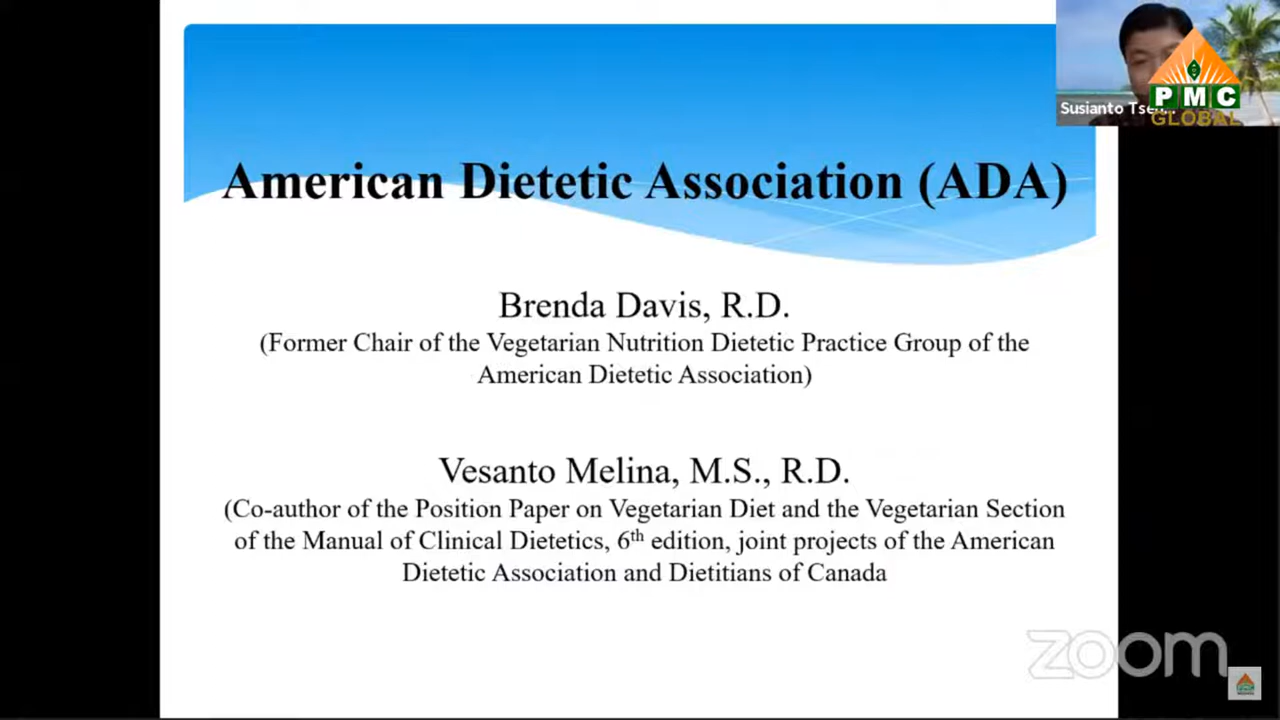 American Dietetic Association (ADA)
Brenda Davis, R.D.
(Former Chair of the Vegetarian Nutrition Dietetic Practice Group of the
American Dietetic Association)
Vesanto Melina, M.S., R.D.
(Co-author of the Position Paper on Vegetarian Diet and the Vegetarian Section
of the Manual of Clinical Dietetics, 6th edition, joint projects of the American
Dietetic Association and Dietitians of Canada
Susianto
PMC
GLOBAL
zoom